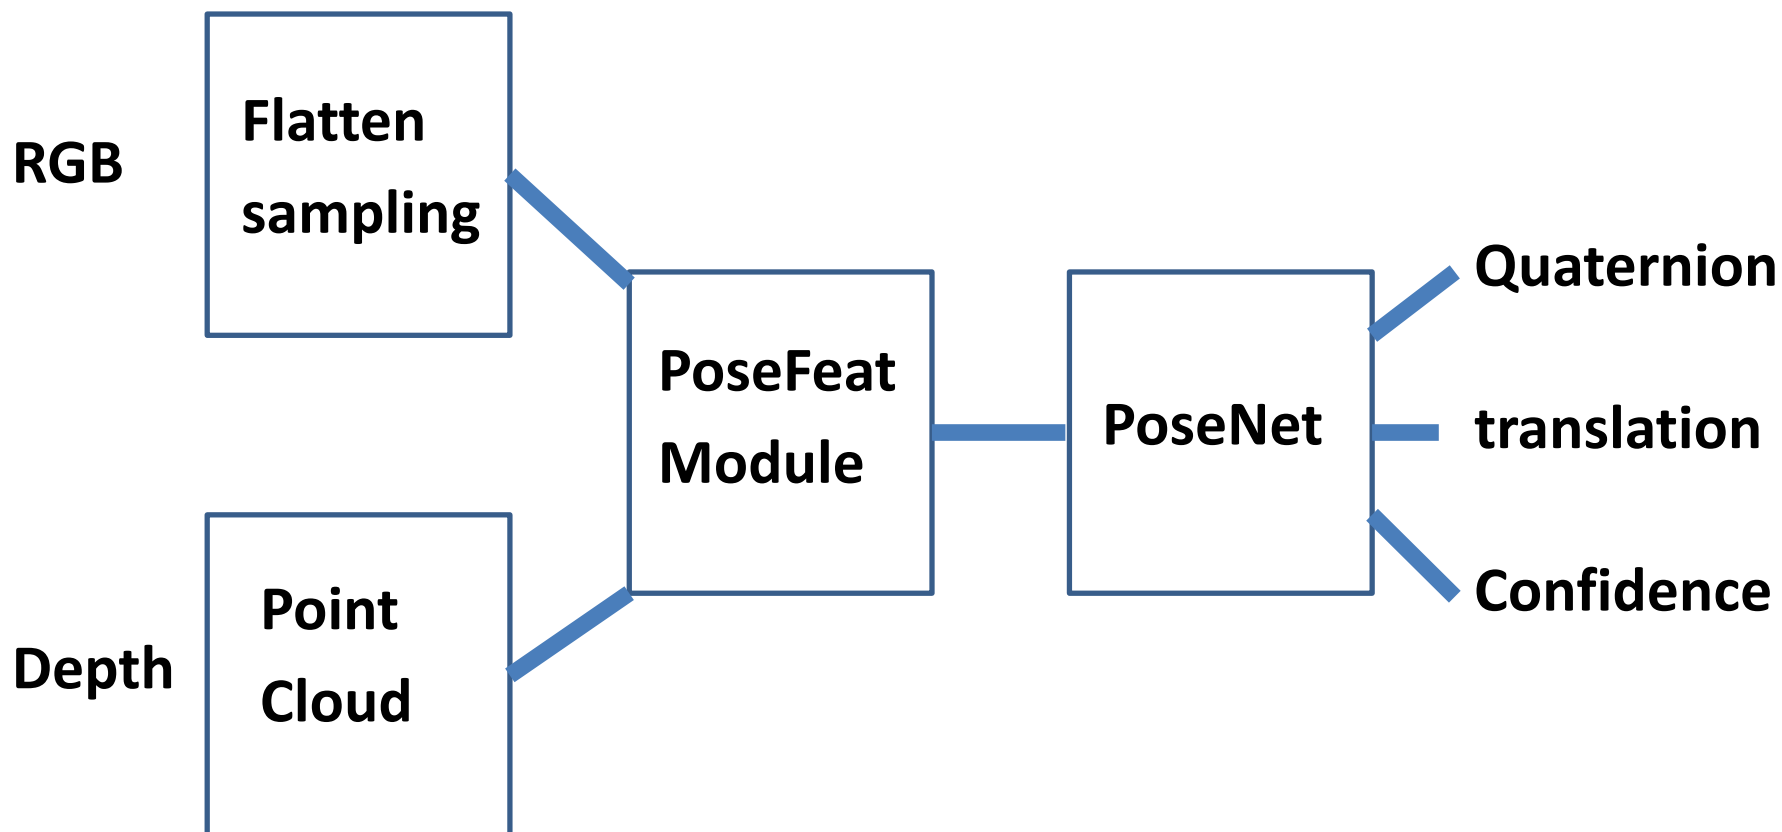 RGB
Flatten
sampling
Depth
Point
Cloud
PoseFeat
Module
PoseNet
Quaternion
translation
Confidence